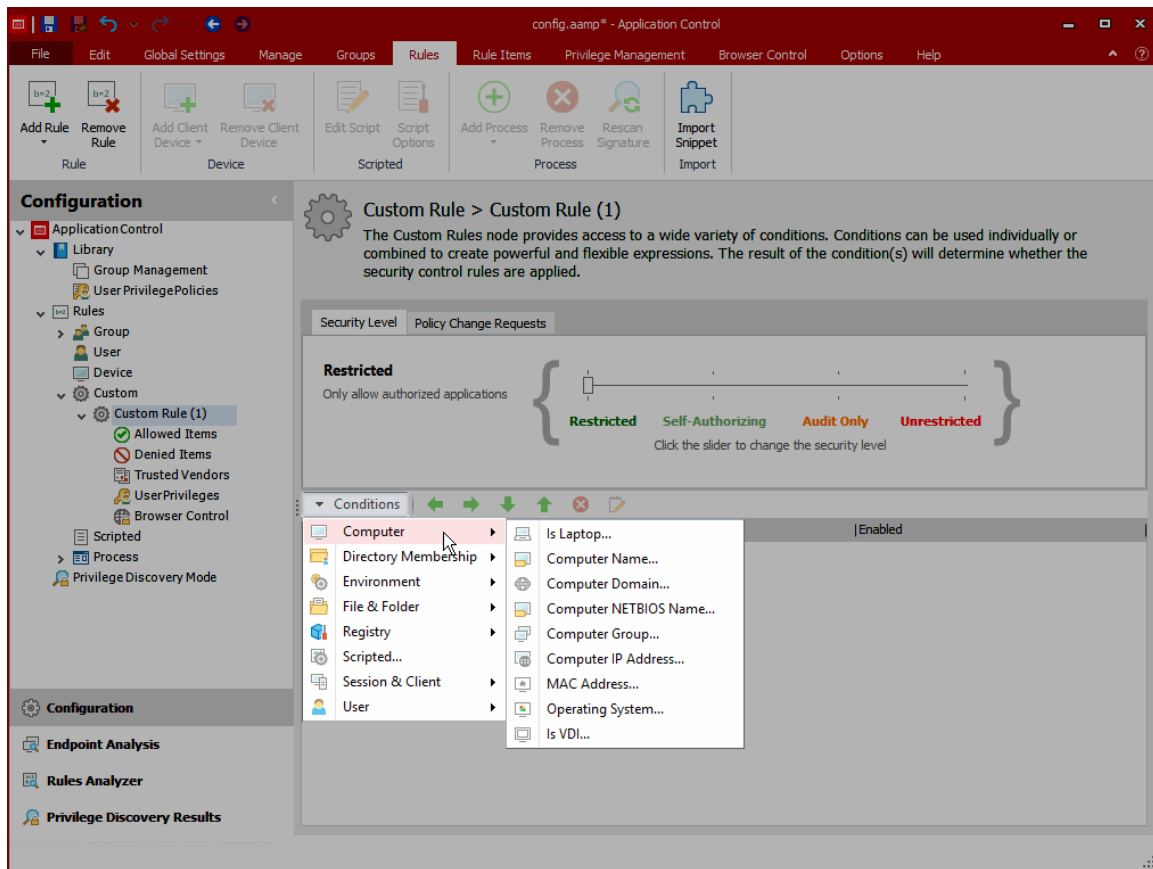 config.aamp* - Application Control
File Edit Global Settings Manage Groups Rules Rule Items Privilege Management Browser Control Options Help
b=2 b=2
Add Rule Remove Rule Add Client Device Remove Client Device Edit Script Script Options Add Process Remove Process Rescan Signature Import Snippet
Rule Device Scripted Process Import
Configuration
Application Control
Library
Group Management
User Privilege Policies
Rules
Group
User
Device
Custom
Custom Rule (1)
Allowed Items
Denied Items
Trusted Vendors
UserPrivileges
Browser Control
Scripted
Process
Privilege Discovery Mode
Configuration
Endpoint Analysis
Rules Analyzer
Privilege Discovery Results
Custom Rule > Custom Rule (1)
The Custom Rules node provides access to a wide variety of conditions. Conditions can be used individually or
combined to create powerful and flexible expressions. The result of the condition(s) will determine whether the
security control rules are applied.
Security Level Policy Change Requests
Restricted
Only allow authorized applications
Restricted Self-Authorizing Audit Only Unrestricted
Click the slider to change the security level
Conditions
Enabled
Computer
Directory Membership
Environment
File & Folder
Registry
Scripted...
Session & Client
User
Is Laptop...
Computer Name...
Computer Domain...
Computer NETBIOS Name...
Computer Group...
Computer IP Address...
MAC Address...
Operating System...
Is VDI...